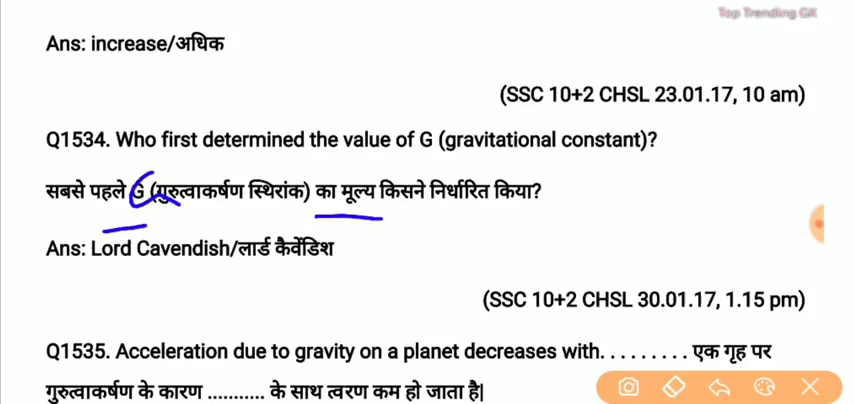 Top Trending GK
Ans: increase/अधिक
(SSC 10+2 CHSL 23.01.17, 10 am)
Q1534. Who first determined the value of G (gravitational constant)?
सबसे पहले G (गुरुत्वाकर्षण स्थिरांक) का मूल्य किसने निर्धारित किया?
Ans: Lord Cavendish/लार्ड कैवेंडिश
(SSC 10+2 CHSL 30.01.17, 1.15 pm)
Q1535. Acceleration due to gravity on a planet decreases with. . . . . . . . . एक गृह पर
गुरुत्वाकर्षण के कारण ........... के साथ त्वरण कम हो जाता है|